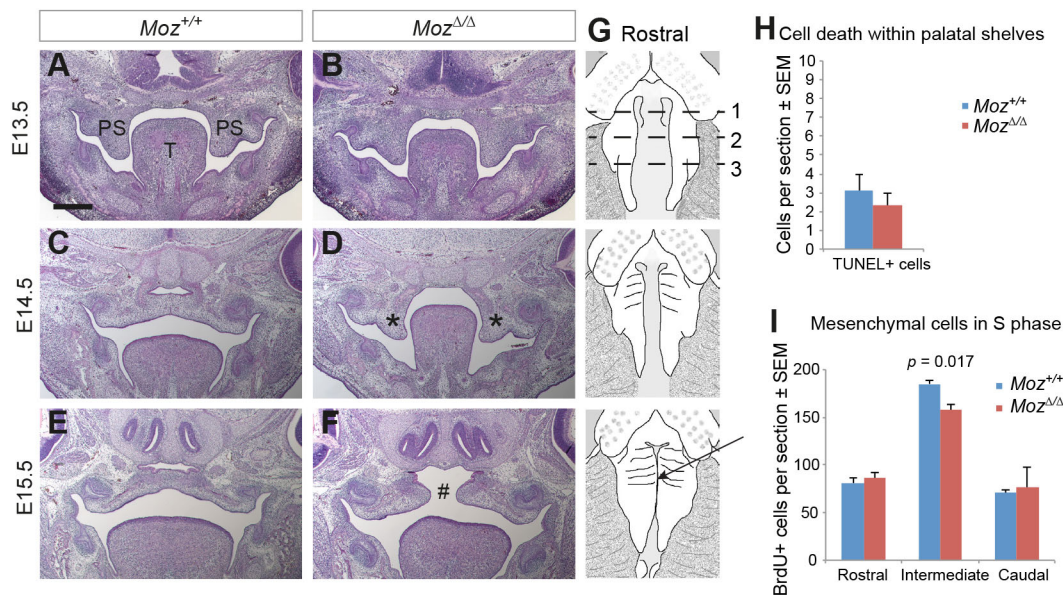 Moz+/+
MozΔ/Δ
A
B
G Rostral
E13.5
PS
PS
T
1
2
3
C
D
E14.5
*
*
E
F
E15.5
#
H Cell death within palatal shelves
Cells per section ± SEM
10
9
8
7
6
5
4
3
2
1
0
Moz+/+
MozΔ/Δ
TUNEL+ cells
I Mesenchymal cells in S phase
BrdU+ cells per section ± SEM
200
150
100
50
0
p = 0.017
Moz+/+
MozΔ/Δ
Rostral Intermediate Caudal